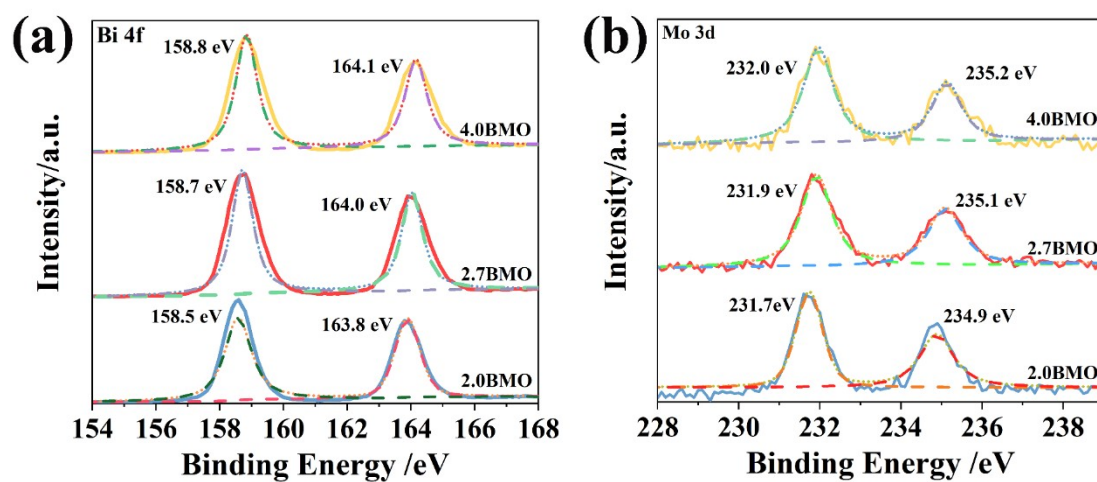 (a)
Bi 4f
158.8 eV
164.1 eV
4.0BMO
158.7 eV
164.0 eV
2.7BMO
158.5 eV
163.8 eV
2.0BMO
Intensity/a.u.
154 156 158 160 162 164 166 168
Binding Energy /eV
(b)
Mo 3d
232.0 eV
235.2 eV
4.0BMO
231.9 eV
235.1 eV
2.7BMO
231.7eV
234.9 eV
2.0BMO
Intensity/a.u.
228 230 232 234 235 236 238
Binding Energy /eV